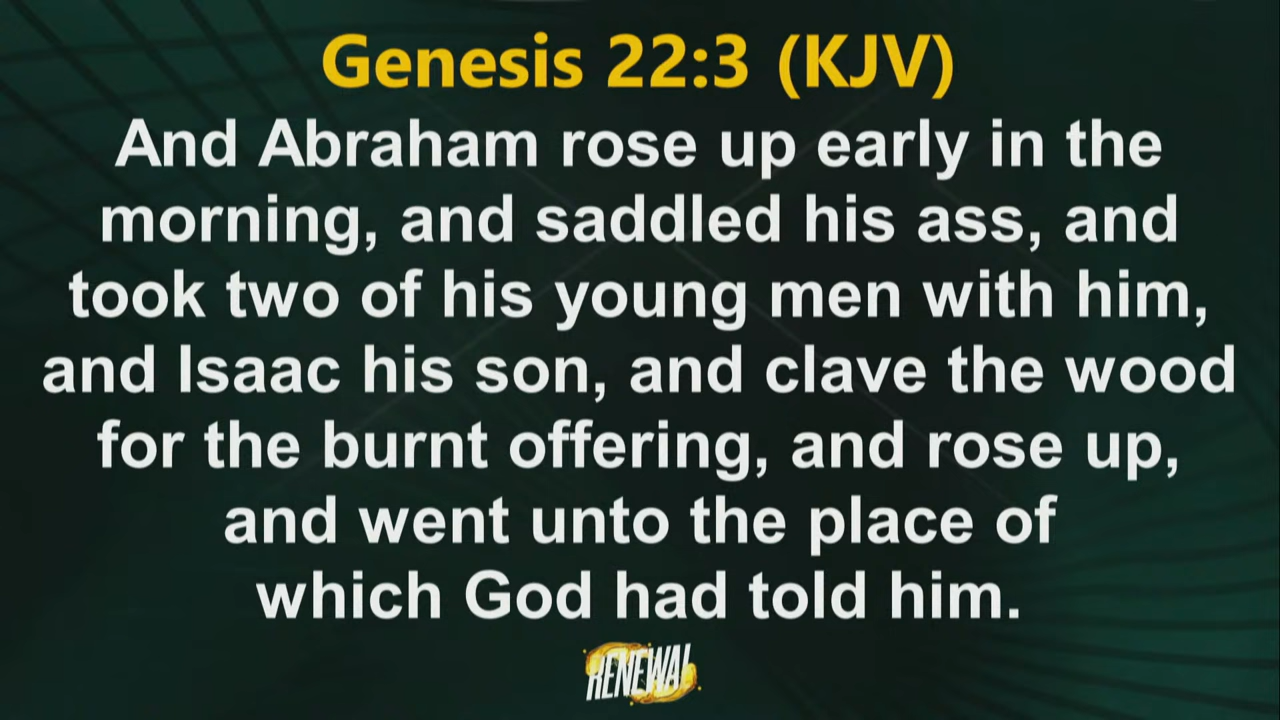 Genesis 22:3 (KJV)
And Abraham rose up early in the
morning, and saddled his ass, and
took two of his young men with him,
and Isaac his son, and clave the wood
for the burnt offering, and rose up,
and went unto the place of
which God had told him.
RENEWAL